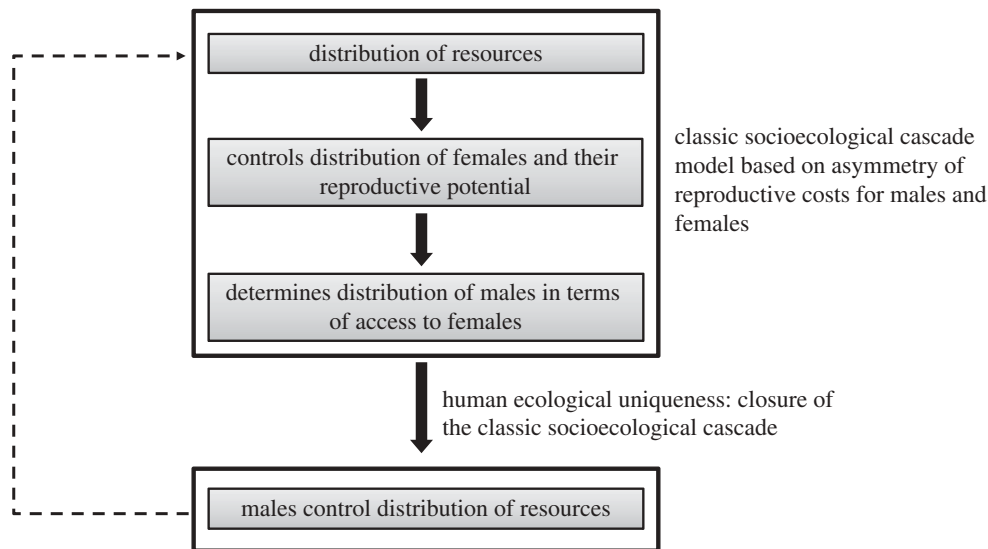 distribution of resources
controls distribution of females and their
reproductive potential
determines distribution of males in terms
of access to females
classic socioecological cascade
model based on asymmetry of
reproductive costs for males and
females
human ecological uniqueness: closure of
the classic socioecological cascade
males control distribution of resources